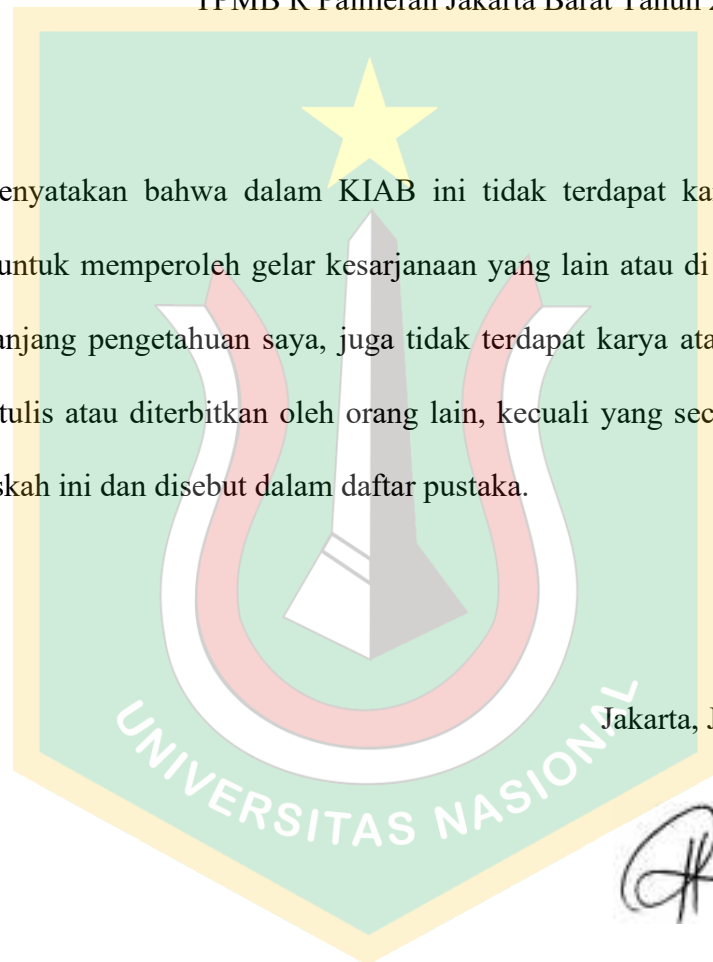 TPMB R Palmerah Jakarta Barat Tahun
enyatakan bahwa dalam KIAB ini tidak terdapat
untuk memperoleh gelar kesarjanaan yang lain atau di
anjang pengetahuan saya, juga tidak terdapat karya ata
tulis atau diterbitkan oleh orang lain, kecuali yang sec
skah ini dan disebut dalam daftar pustaka.
Jakarta, J
UNIVERSITAS NASIONAL